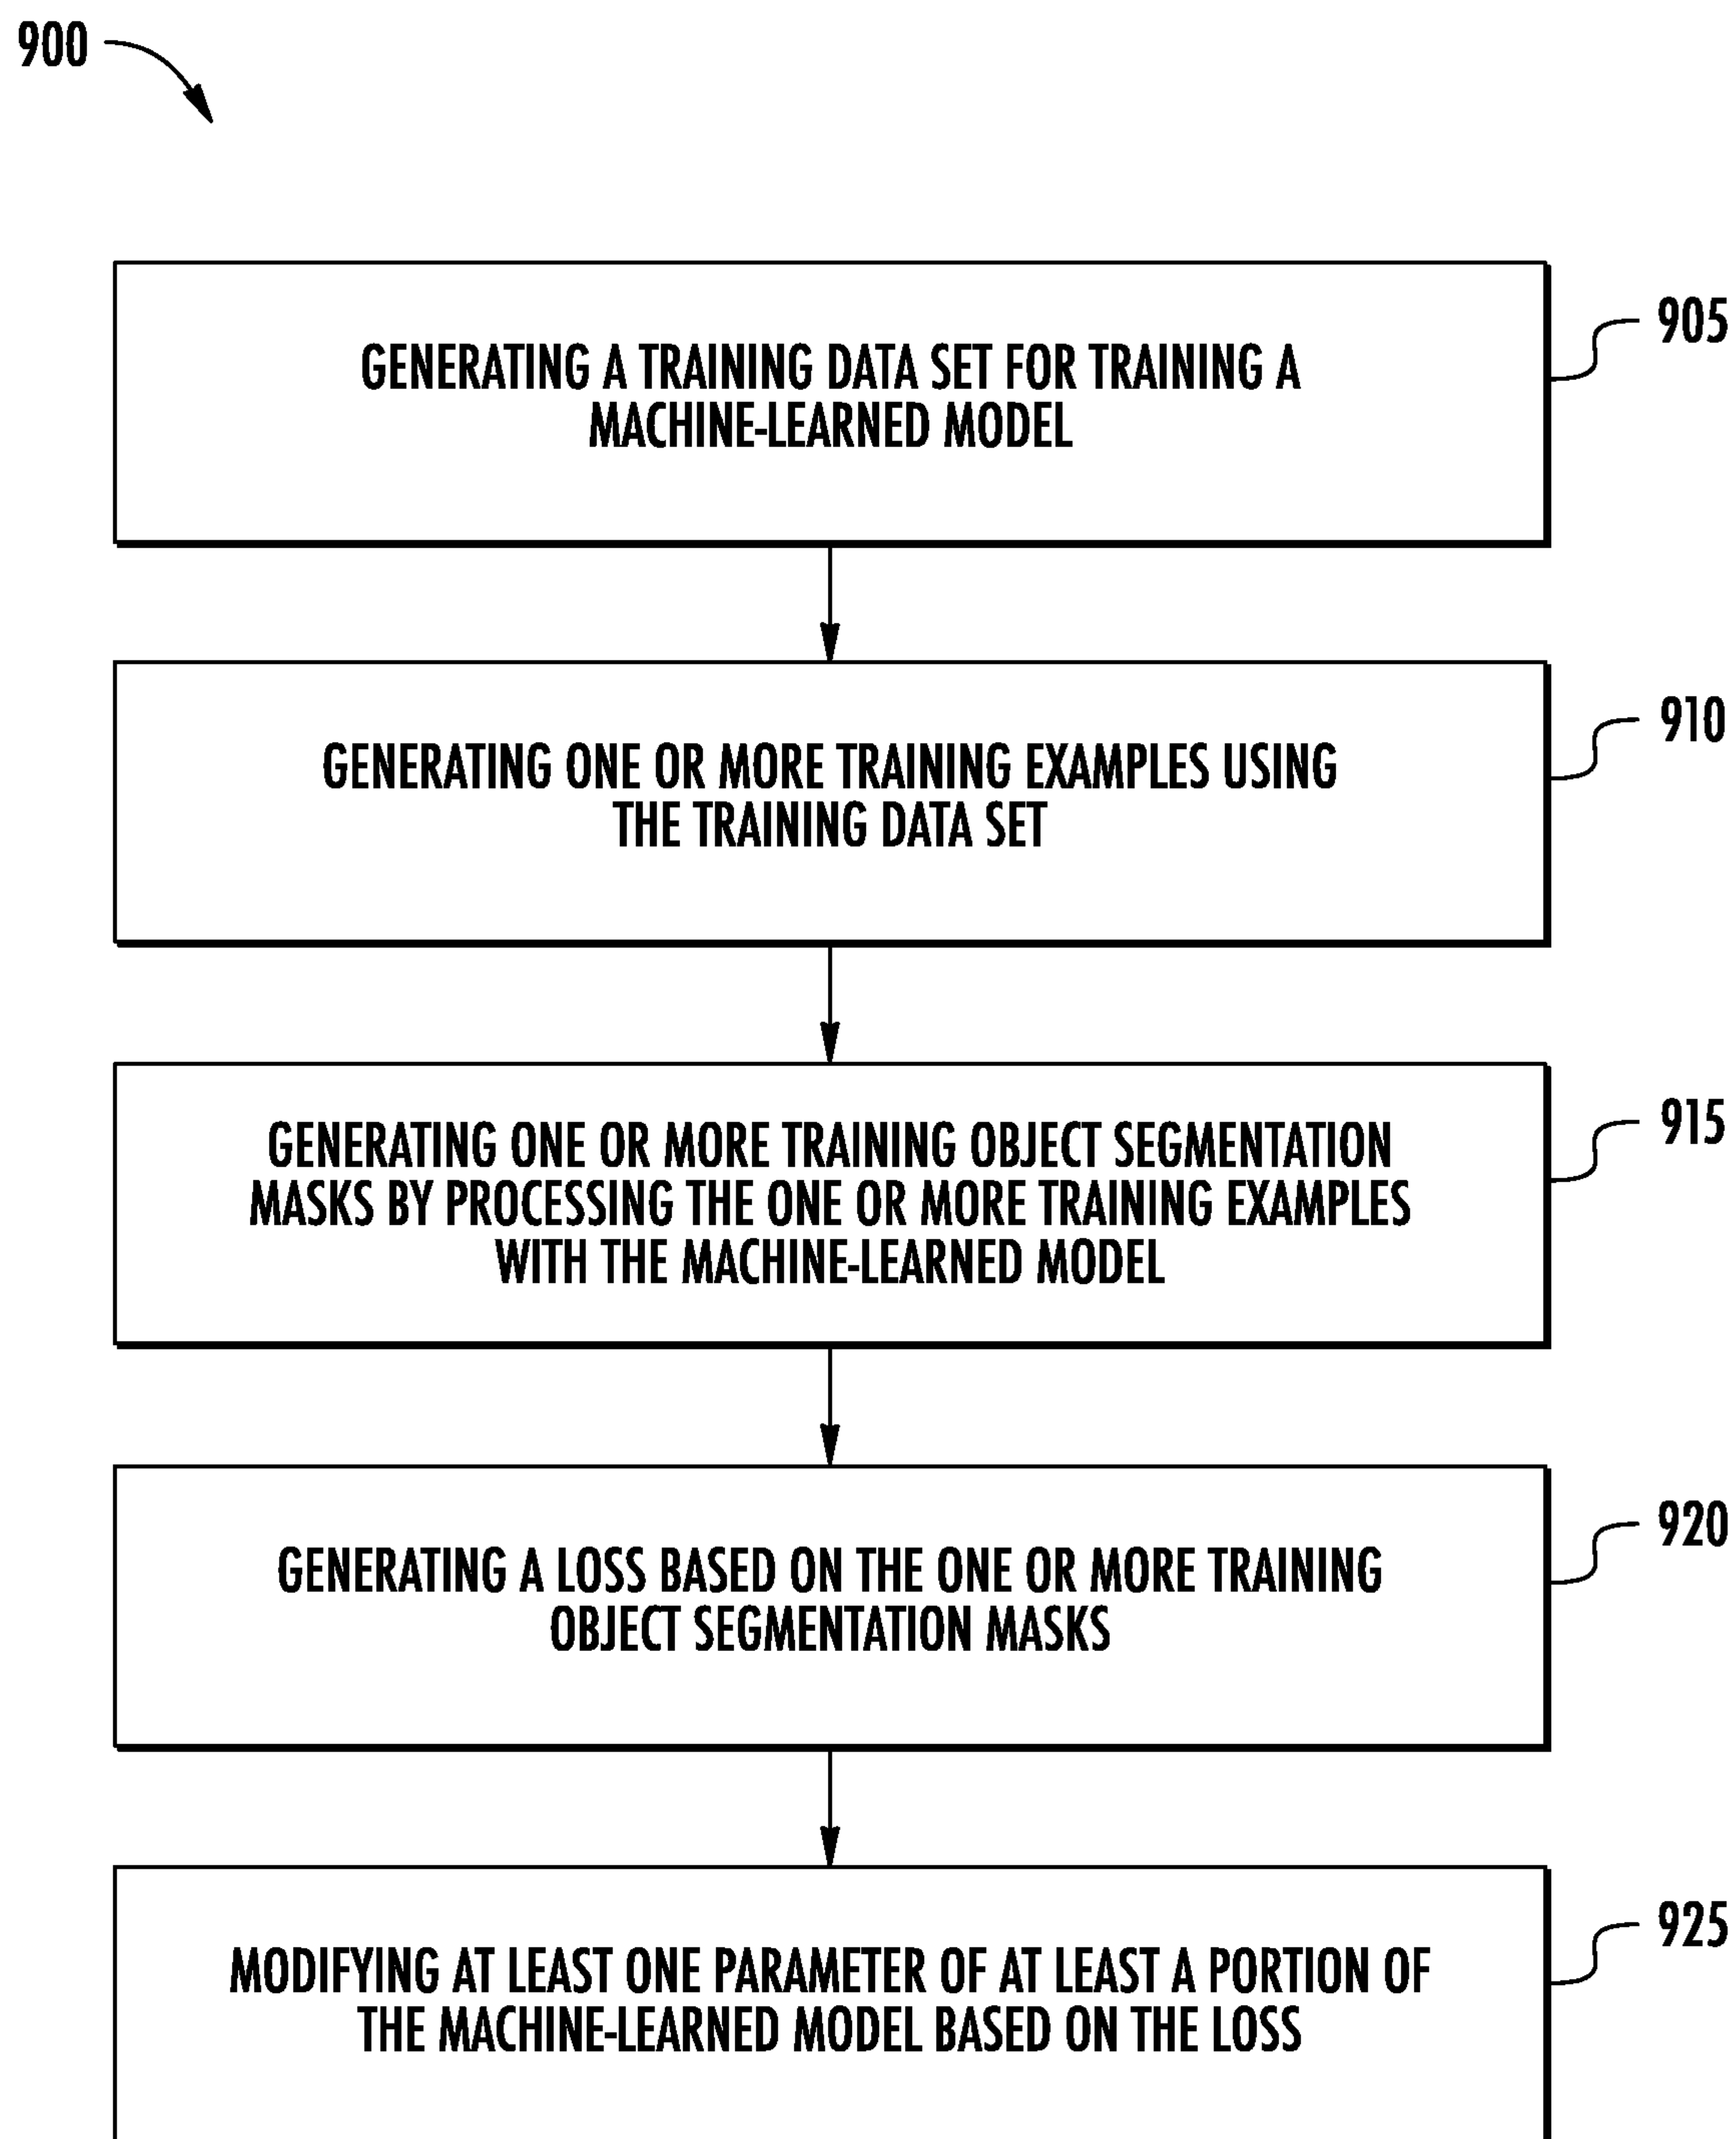 900
905
GENERATING A TRAINING DATA SET FOR TRAINING A
MACHINE-LEARNED MODEL
910
GENERATING ONE OR MORE TRAINING EXAMPLES USING
THE TRAINING DATA SET
915
GENERATING ONE OR MORE TRAINING OBJECT SEGMENTATION
MASKS BY PROCESSING THE ONE OR MORE TRAINING EXAMPLES
WITH THE MACHINE-LEARNED MODEL
920
GENERATING A LOSS BASED ON THE ONE OR MORE TRAINING
OBJECT SEGMENTATION MASKS
925
MODIFYING AT LEAST ONE PARAMETER OF AT LEAST A PORTION OF
THE MACHINE-LEARNED MODEL BASED ON THE LOSS